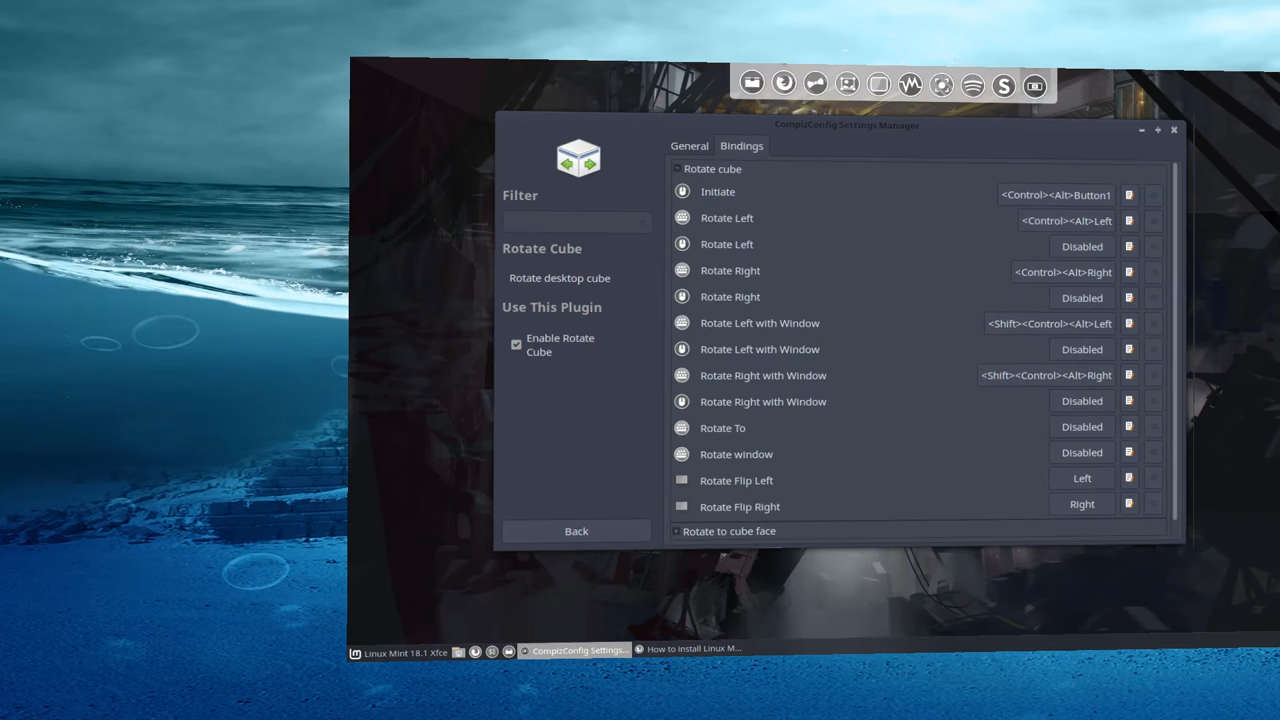 S
CompizConfig Settings Manager
General
Bindings
Filter
Rotate Cube
Rotate desktop cube
Use This Plugin
Enable Rotate
Cube
Back
Rotate cube
Initiate <Control><Alt>Button1
Rotate Left <Control><Alt>Left
Rotate Left Disabled
Rotate Right <Control><Alt>Right
Rotate Right Disabled
Rotate Left with Window <Shift><Control><Alt>Left
Rotate Left with Window Disabled
Rotate Right with Window <Shift><Control><Alt>Right
Rotate Right with Window Disabled
Rotate To Disabled
Rotate window Disabled
Rotate Flip Left Left
Rotate Flip Right Right
Rotate to cube face
Linux Mint 18.1 Xfce
CompizConfig Settings...
How to install Linux M...